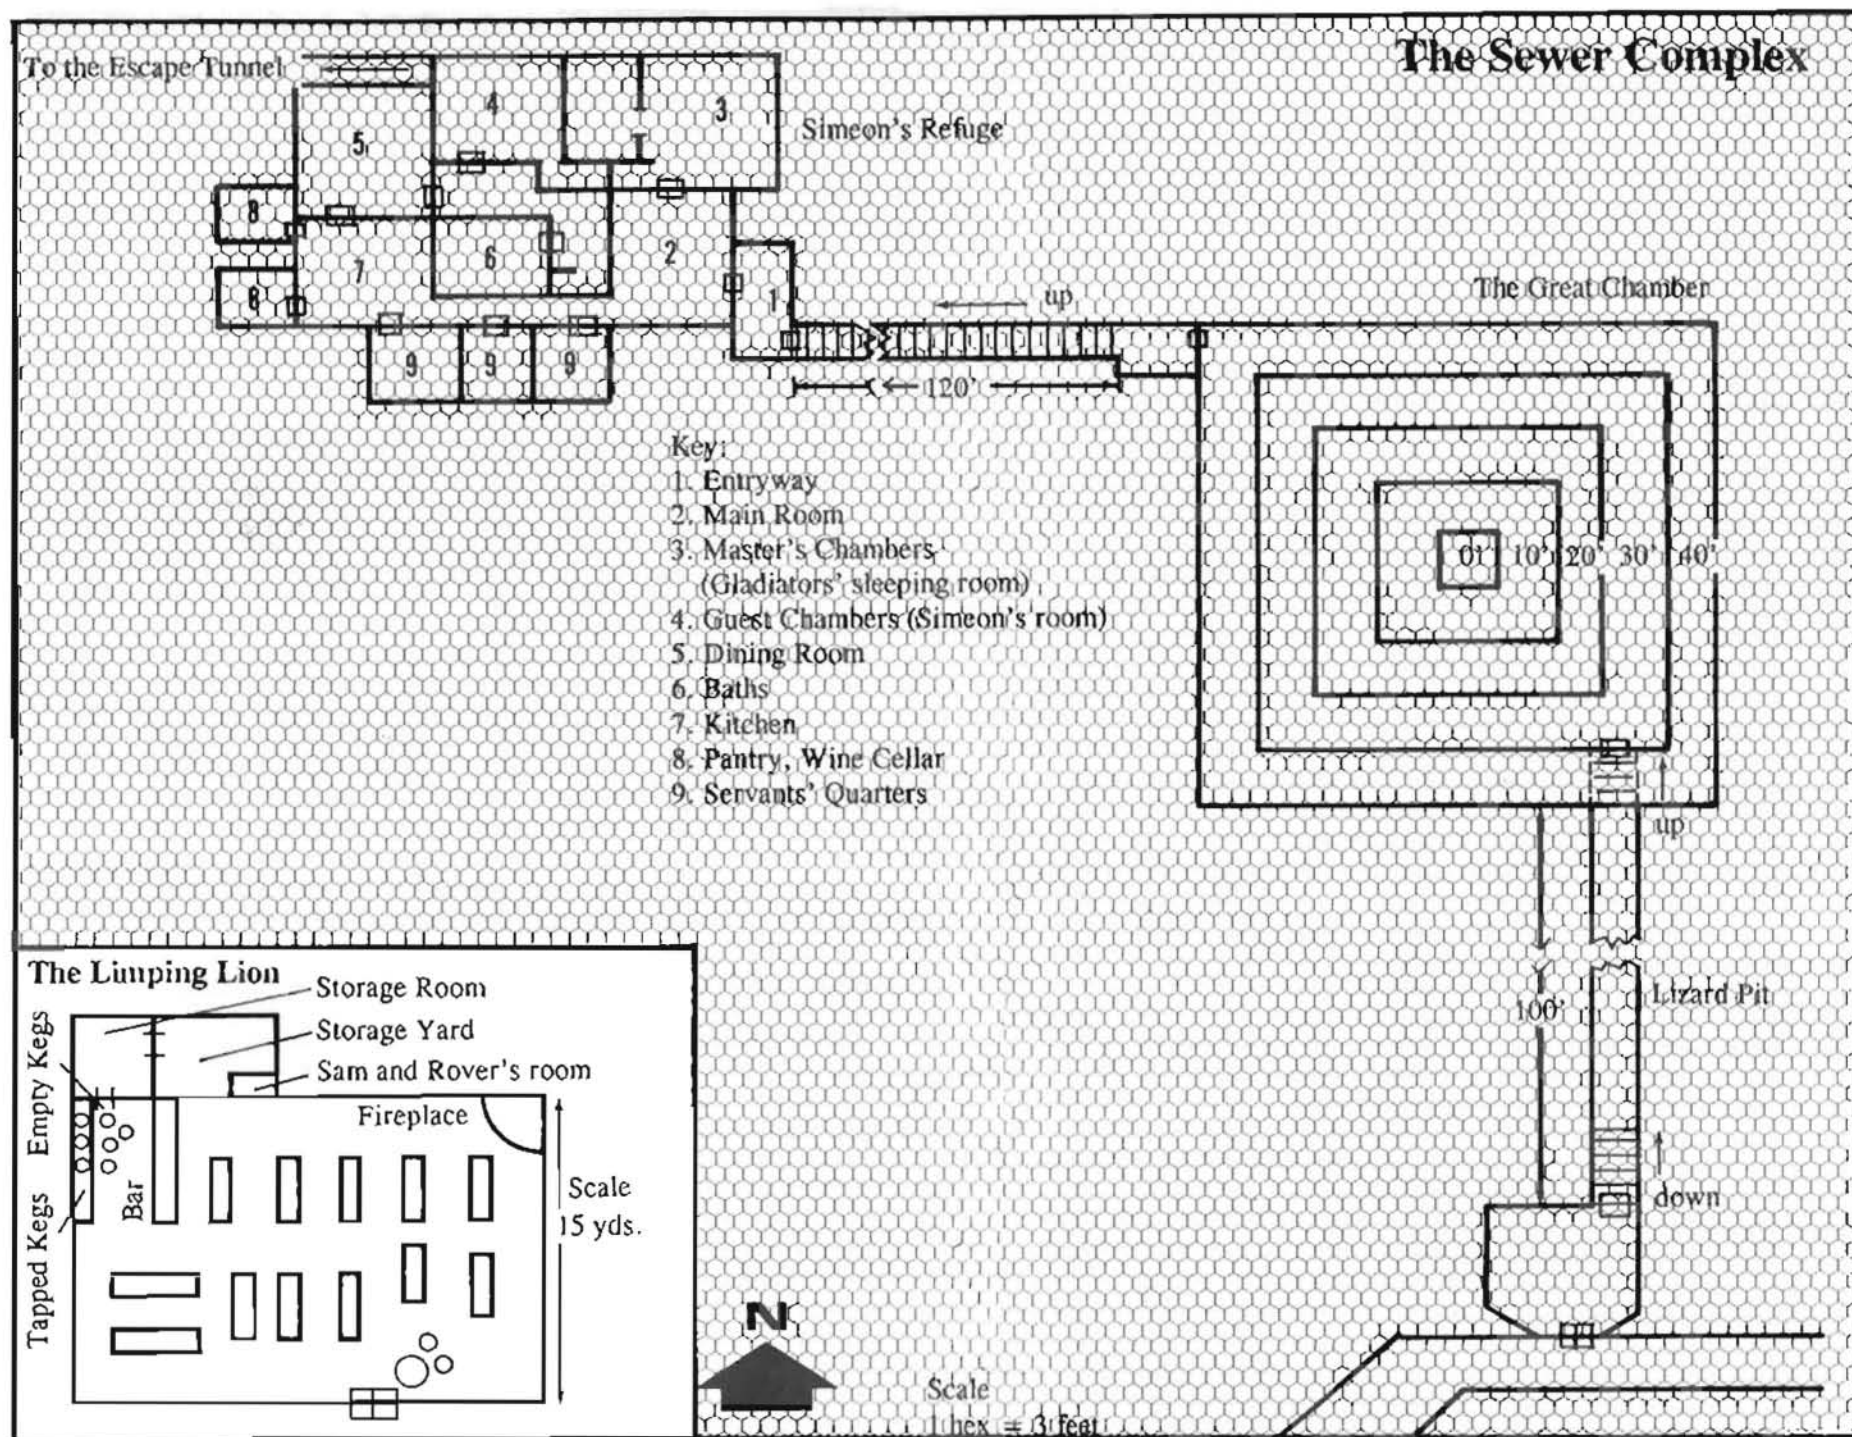 The Sewer Complex
To the Escape Tunnel
4
3
Simeon's Refuge
5
8
6
2
7
8
1
up
The Great Chamber
9
9
9
120'
Key:
1. Entryway
2. Main Room
3. Master's Chambers
(Gladiators' sleeping room)
4. Guest Chambers (Simeon's room)
5. Dining Room
6. Baths
7. Kitchen
8. Pantry, Wine Cellar
9. Servants' Quarters
10' 20' 30' 40'
up
Lizard Pit
100'
down
The Limping Lion
Storage Room
Storage Yard
Sam and Rover's room
Fireplace
Empty Kegs
Tapped Kegs
Bar
Scale
15 yds.
N
Scale
1 hex = 3 feet